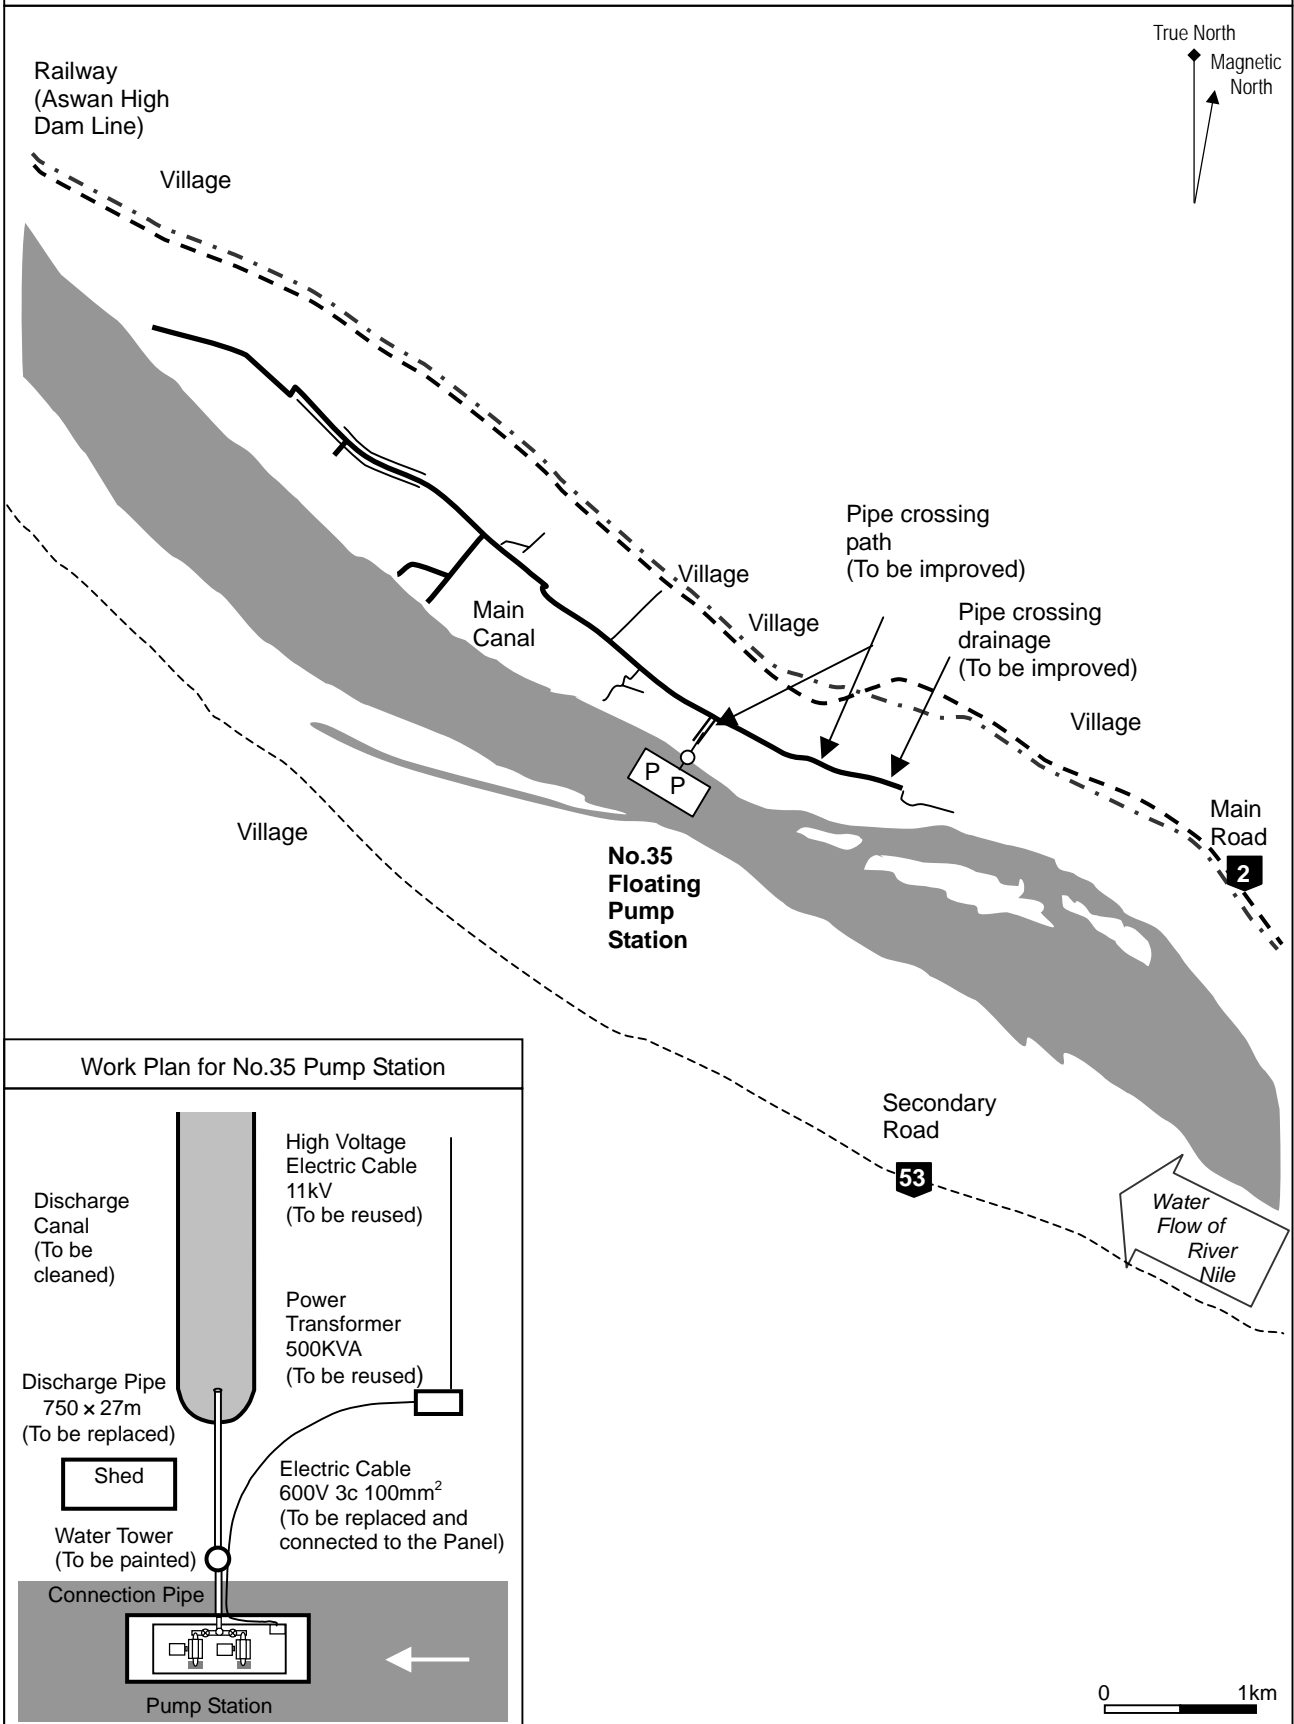 True North
Magnetic
North
Railway
(Aswan High
Dam Line)
Village
Pipe crossing
path
(To be improved)
Village
Village
Pipe crossing
drainage
(To be improved)
Main
Canal
Village
P P
Main
Road
2
Village
No.35
Floating
Pump
Station
Secondary
Road
53
Water
Flow of
River
Nile
Work Plan for No.35 Pump Station
High Voltage
Electric Cable
11kV
(To be reused)
Discharge
Canal
(To be
cleaned)
Power
Transformer
500KVA
(To be reused)
Discharge Pipe
750 × 27m
(To be replaced)
Shed
Electric Cable
600V 3c 100mm²
(To be replaced and
connected to the Panel)
Water Tower
(To be painted)
Connection Pipe
Pump Station
0 1km